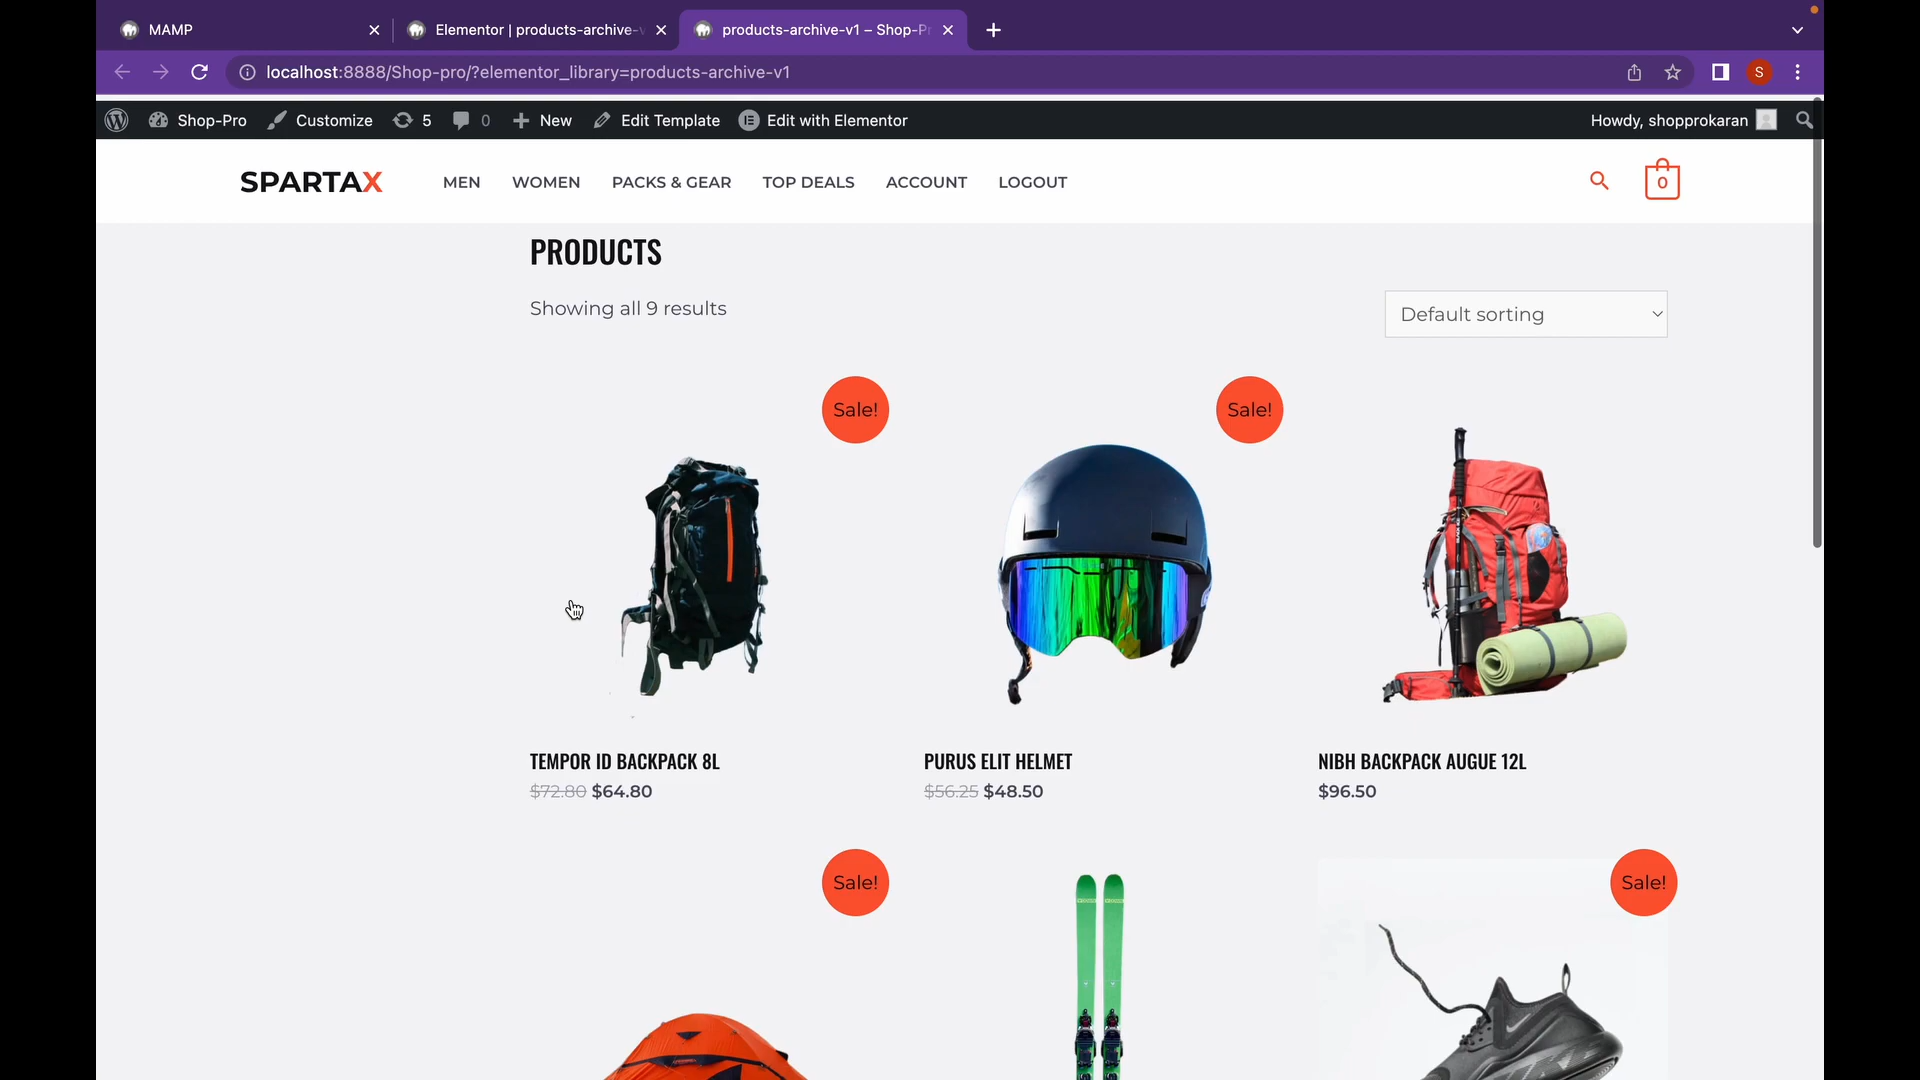 MAMP
Elementor | products-archive-v
products-archive-v1 – Shop-Pr
localhost:8888/Shop-pro/?elementor_library=products-archive-v1
S
Shop-Pro
Customize
5
0
New
Edit Template
Edit with Elementor
Howdy, shopprokaran
SPARTAX
MEN
WOMEN
PACKS & GEAR
TOP DEALS
ACCOUNT
LOGOUT
0
PRODUCTS
Showing all 9 results
Default sorting
Sale!
Sale!
TEMPOR ID BACKPACK 8L
$72.80 $64.80
PURUS ELIT HELMET
$56.25 $48.50
NIBH BACKPACK AUGUE 12L
$96.50
Sale!
Sale!